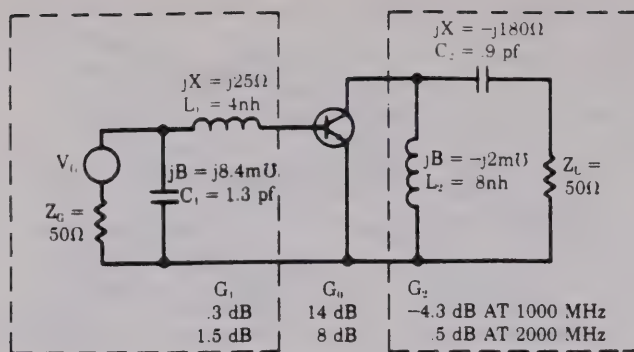 jX = -j180Ω
C₂ = .9 pf
jX = j25Ω
L₁ = 4nh
V_G
jB = j8.4m℧
C₁ = 1.3 pf
Z_G =
50Ω
jB = -j2m℧
L₂ = 8nh
Z_L =
50Ω
G₁ G₀ G₂
.3 dB 14 dB -4.3 dB AT 1000 MHz
1.5 dB 8 dB .5 dB AT 2000 MHz